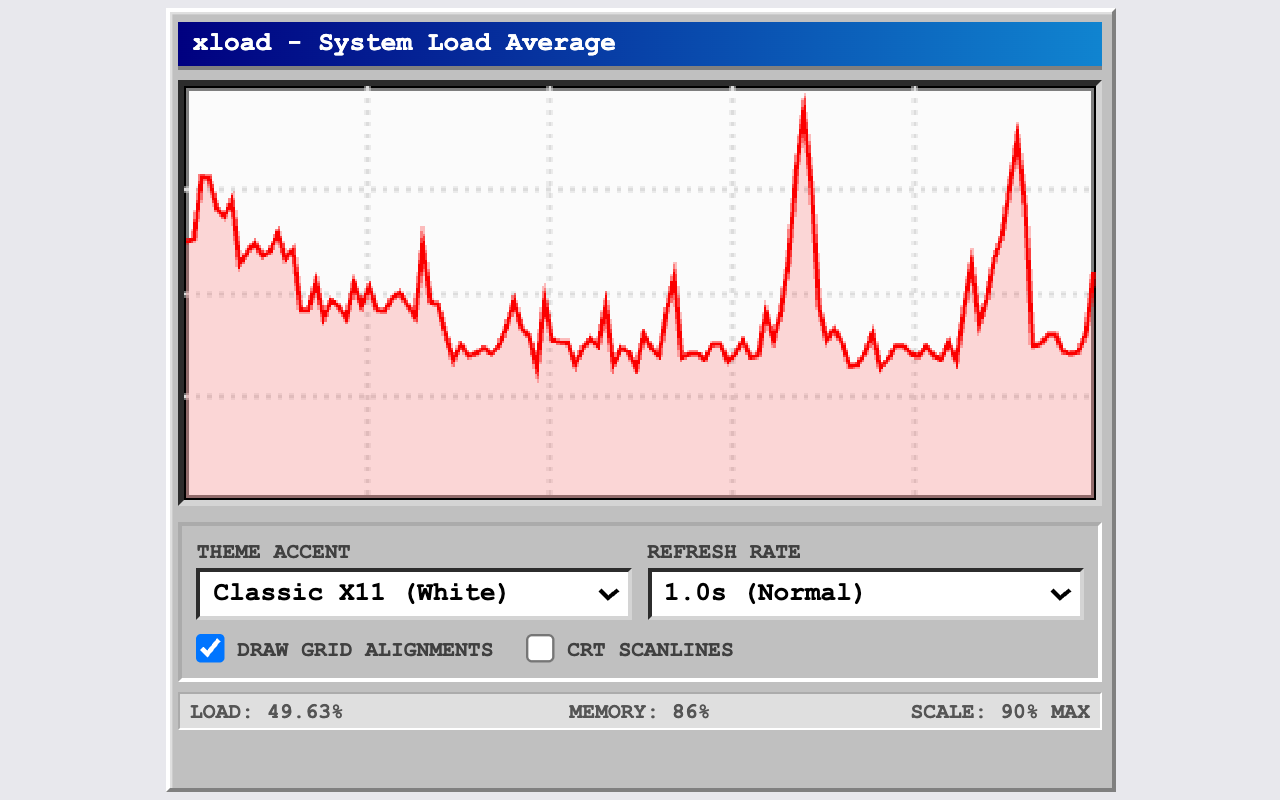 xload - System Load Average
THEME ACCENT
REFRESH RATE
Classic X11 (White)
1.0s (Normal)
DRAW GRID ALIGNMENTS
CRT SCANLINES
LOAD: 49.63%
MEMORY: 86%
SCALE: 90% MAX